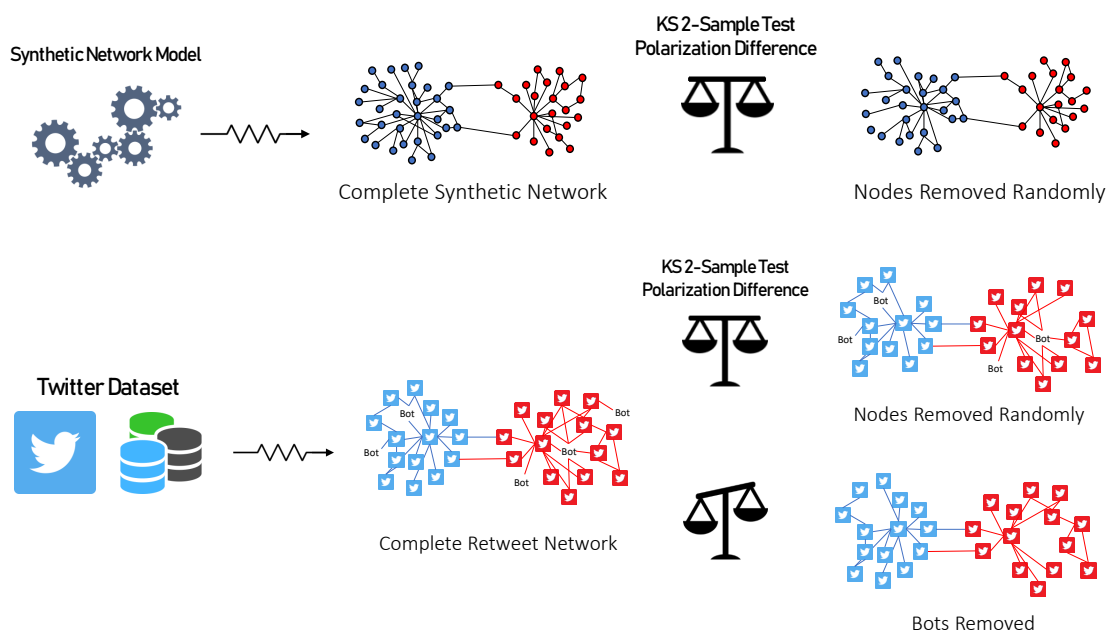 KS 2-Sample Test
Polarization Difference
Synthetic Network Model
Complete Synthetic Network
Nodes Removed Randomly
KS 2-Sample Test
Polarization Difference
Bot
Bot
Bot
Bot
Nodes Removed Randomly
Twitter Dataset
Bot
Bot
Bot
Bot
Bot
Complete Retweet Network
Bots Removed